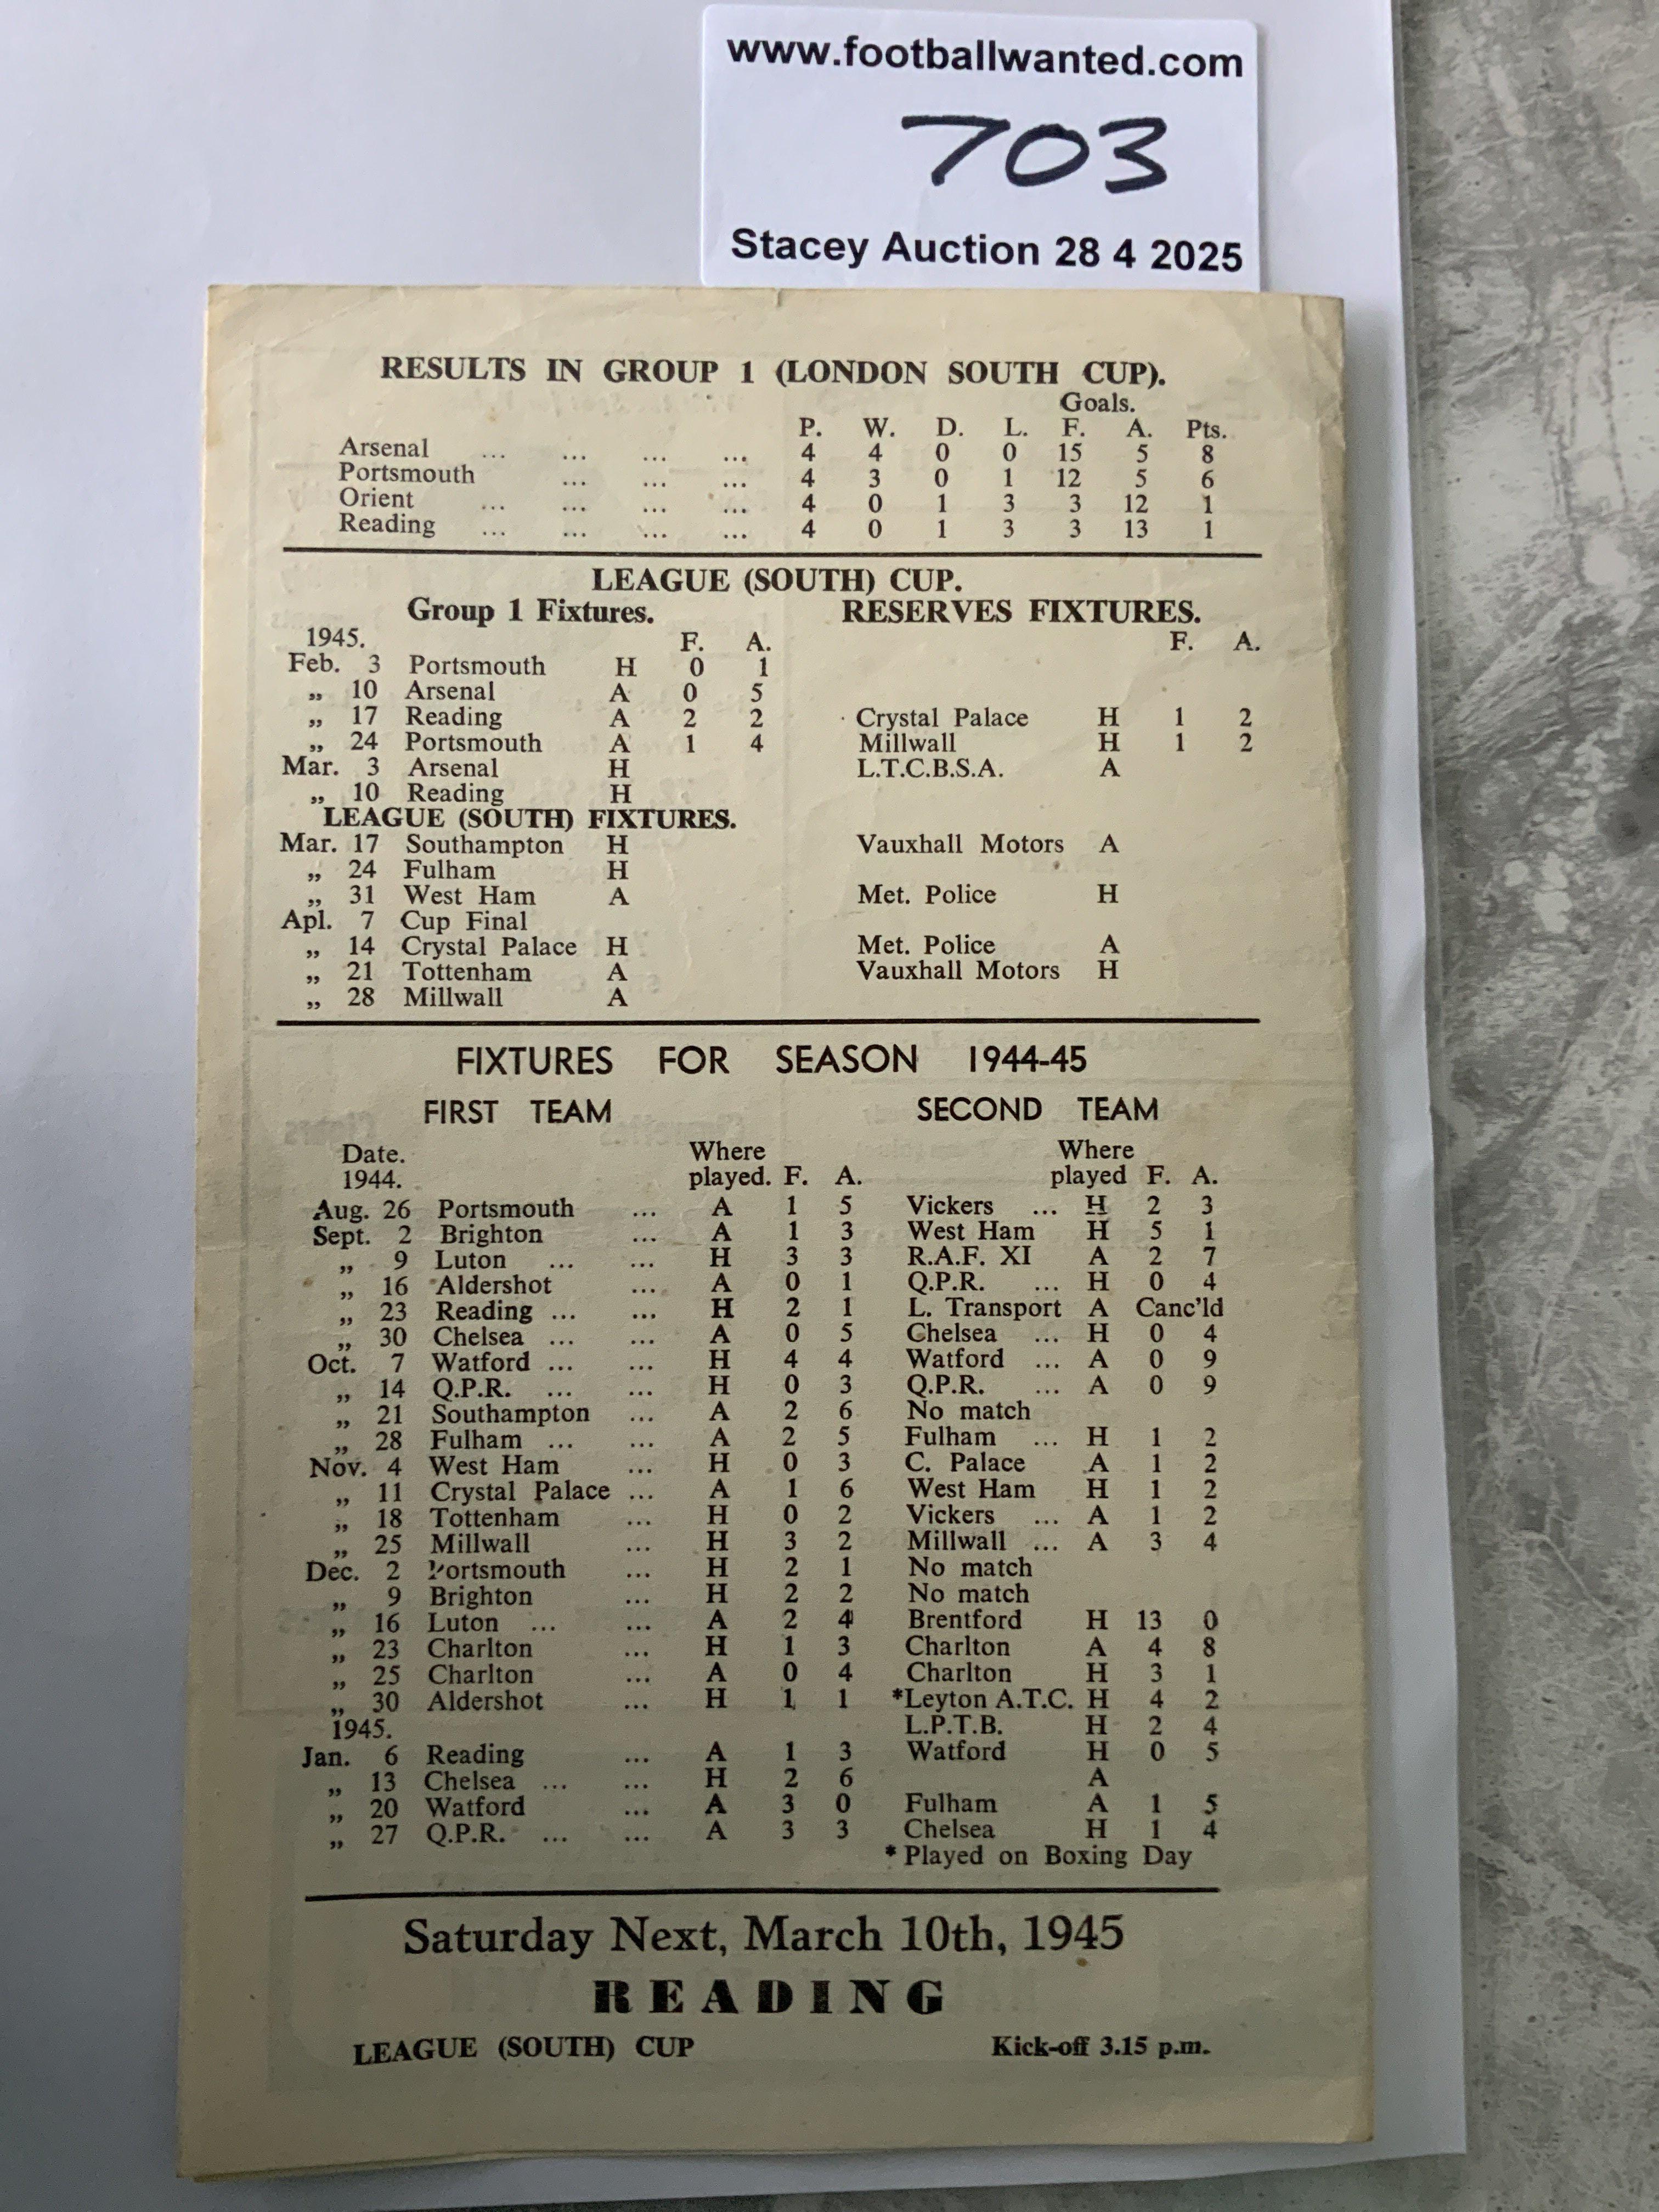 www.footballwanted.com
703
Stacey Auction 28 4 2025
RESULTS IN GROUP 1 (LONDON SOUTH CUP).
Goals.
P. W. D. L. F. A. Pts.
Arsenal ... ... ... ... 4 4 0 0 15 5 8
Portsmouth ... ... ... 4 3 0 1 12 5 6
Orient ... ... ... ... 4 0 1 3 3 12 1
Reading ... ... ... ... 4 0 1 3 3 13 1
LEAGUE (SOUTH) CUP.
Group 1 Fixtures. RESERVES FIXTURES.
1945. F. A. F. A.
Feb. 3 Portsmouth H 0 1
„ 10 Arsenal A 0 5
„ 17 Reading A 2 2 Crystal Palace H 1 2
„ 24 Portsmouth A 1 4 Millwall H 1 2
Mar. 3 Arsenal H L.T.C.B.S.A. A
„ 10 Reading H
LEAGUE (SOUTH) FIXTURES.
Mar. 17 Southampton H Vauxhall Motors A
„ 24 Fulham H
„ 31 West Ham A Met. Police H
Apl. 7 Cup Final
„ 14 Crystal Palace H Met. Police A
„ 21 Tottenham A Vauxhall Motors H
„ 28 Millwall A
FIXTURES FOR SEASON 1944-45
FIRST TEAM SECOND TEAM
Date. Where Where
1944. played. F. A. played F. A.
Aug. 26 Portsmouth ... A 1 5 Vickers ... H 2 3
Sept. 2 Brighton ... A 1 3 West Ham H 5 1
„ 9 Luton ... ... H 3 3 R.A.F. XI A 2 7
„ 16 Aldershot ... A 0 1 Q.P.R. ... H 0 4
„ 23 Reading ... ... H 2 1 L. Transport A Canc'ld
„ 30 Chelsea ... ... A 0 5 Chelsea ... H 0 4
Oct. 7 Watford ... ... H 4 4 Watford ... A 0 9
„ 14 Q.P.R. ... ... H 0 3 Q.P.R. ... A 0 9
„ 21 Southampton ... A 2 6 No match
„ 28 Fulham ... ... A 2 5 Fulham ... H 1 2
Nov. 4 West Ham ... H 0 3 C. Palace A 1 2
„ 11 Crystal Palace ... A 1 6 West Ham H 1 2
„ 18 Tottenham ... H 0 2 Vickers ... A 1 2
„ 25 Millwall ... H 3 2 Millwall ... A 3 4
Dec. 2 Portsmouth ... H 2 1 No match
„ 9 Brighton ... H 2 2 No match
„ 16 Luton ... ... A 2 4 Brentford H 13 0
„ 23 Charlton ... H 1 3 Charlton A 4 8
„ 25 Charlton ... A 0 4 Charlton H 3 1
„ 30 Aldershot ... H 1 1 *Leyton A.T.C. H 4 2
1945. L.P.T.B. H 2 4
Jan. 6 Reading ... A 1 3 Watford H 0 5
„ 13 Chelsea ... ... H 2 6 A
„ 20 Watford ... A 3 0 Fulham A 1 5
„ 27 Q.P.R. ... ... A 3 3 Chelsea H 1 4
* Played on Boxing Day
Saturday Next, March 10th, 1945
READING
LEAGUE (SOUTH) CUP Kick-off 3.15 p.m.